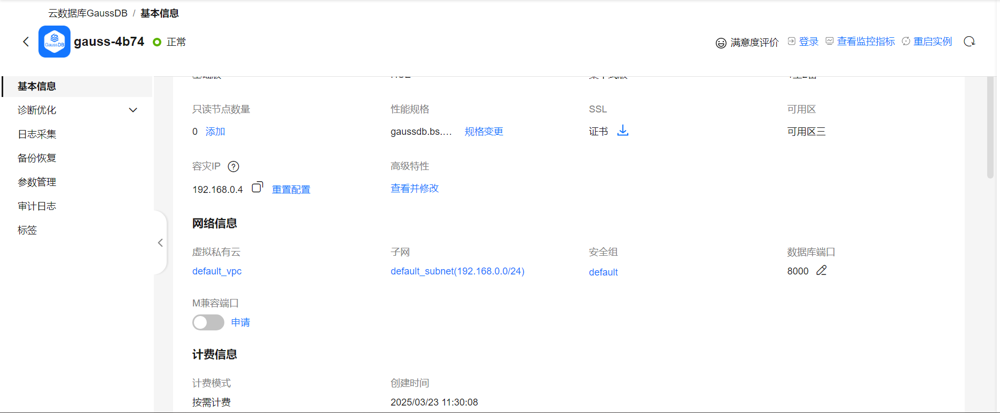 云数据库GaussDB / 基本信息
GaussDB
gauss-4b74 正常
满意度评价 登录 查看监控指标 重启实例
基本信息
诊断优化
日志采集
备份恢复
参数管理
审计日志
标签
只读节点数量 性能规格 SSL 可用区
0 添加 gaussdb.bs.... 规格变更 证书 可用区三
容灾IP ? 高级特性
192.168.0.4 重置配置 查看并修改
网络信息
虚拟私有云 子网 安全组 数据库端口
default_vpc default_subnet(192.168.0.0/24) default 8000
M兼容端口
申请
计费信息
计费模式 创建时间
按需计费 2025/03/23 11:30:08